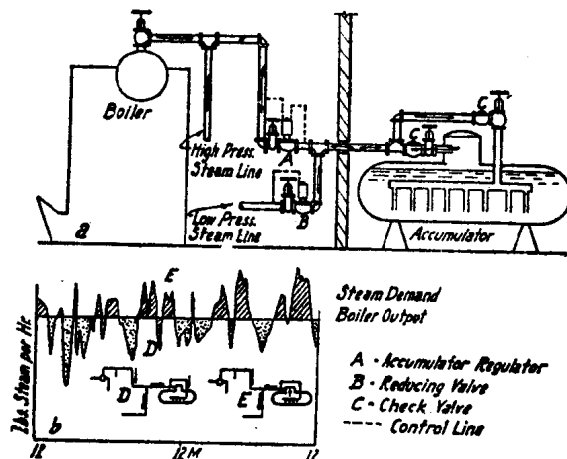 Boiler
High Press.
Steam Line
A
Low Press.
Steam Line
B
C
C
Accumulator
a
E
Steam Demand
Boiler Output
D
D
E
Lbs. Steam per Hr.
b
12
12 M
12
A - Accumulator Regulator
B - Reducing Valve
C - Check Valve
---- Control Line